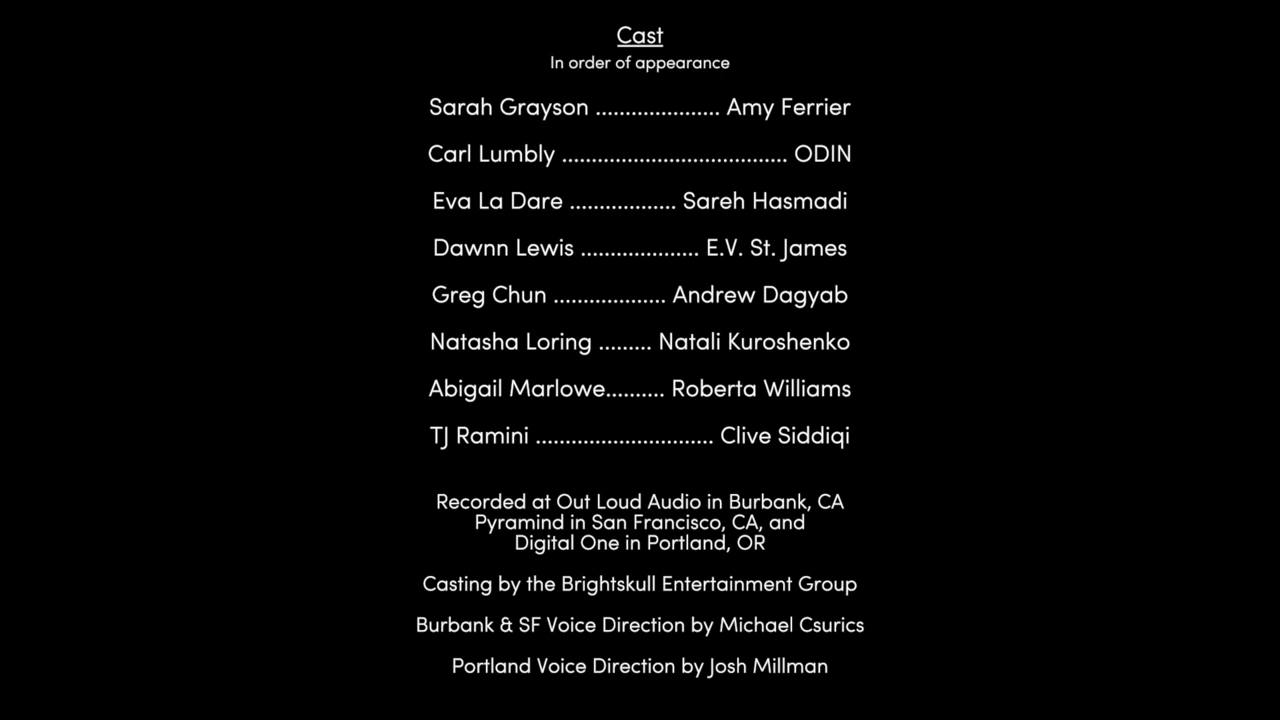 Cast
In order of appearance
Sarah Grayson ..................... Amy Ferrier
Carl Lumbly ...................................... ODIN
Eva La Dare .................. Sareh Hasmadi
Dawnn Lewis .................... E.V. St. James
Greg Chun ................... Andrew Dagyab
Natasha Loring ......... Natali Kuroshenko
Abigail Marlowe.......... Roberta Williams
TJ Ramini .............................. Clive Siddiqi
Recorded at Out Loud Audio in Burbank, CA
Pyramind in San Francisco, CA, and
Digital One in Portland, OR
Casting by the Brightskull Entertainment Group
Burbank & SF Voice Direction by Michael Csurics
Portland Voice Direction by Josh Millman